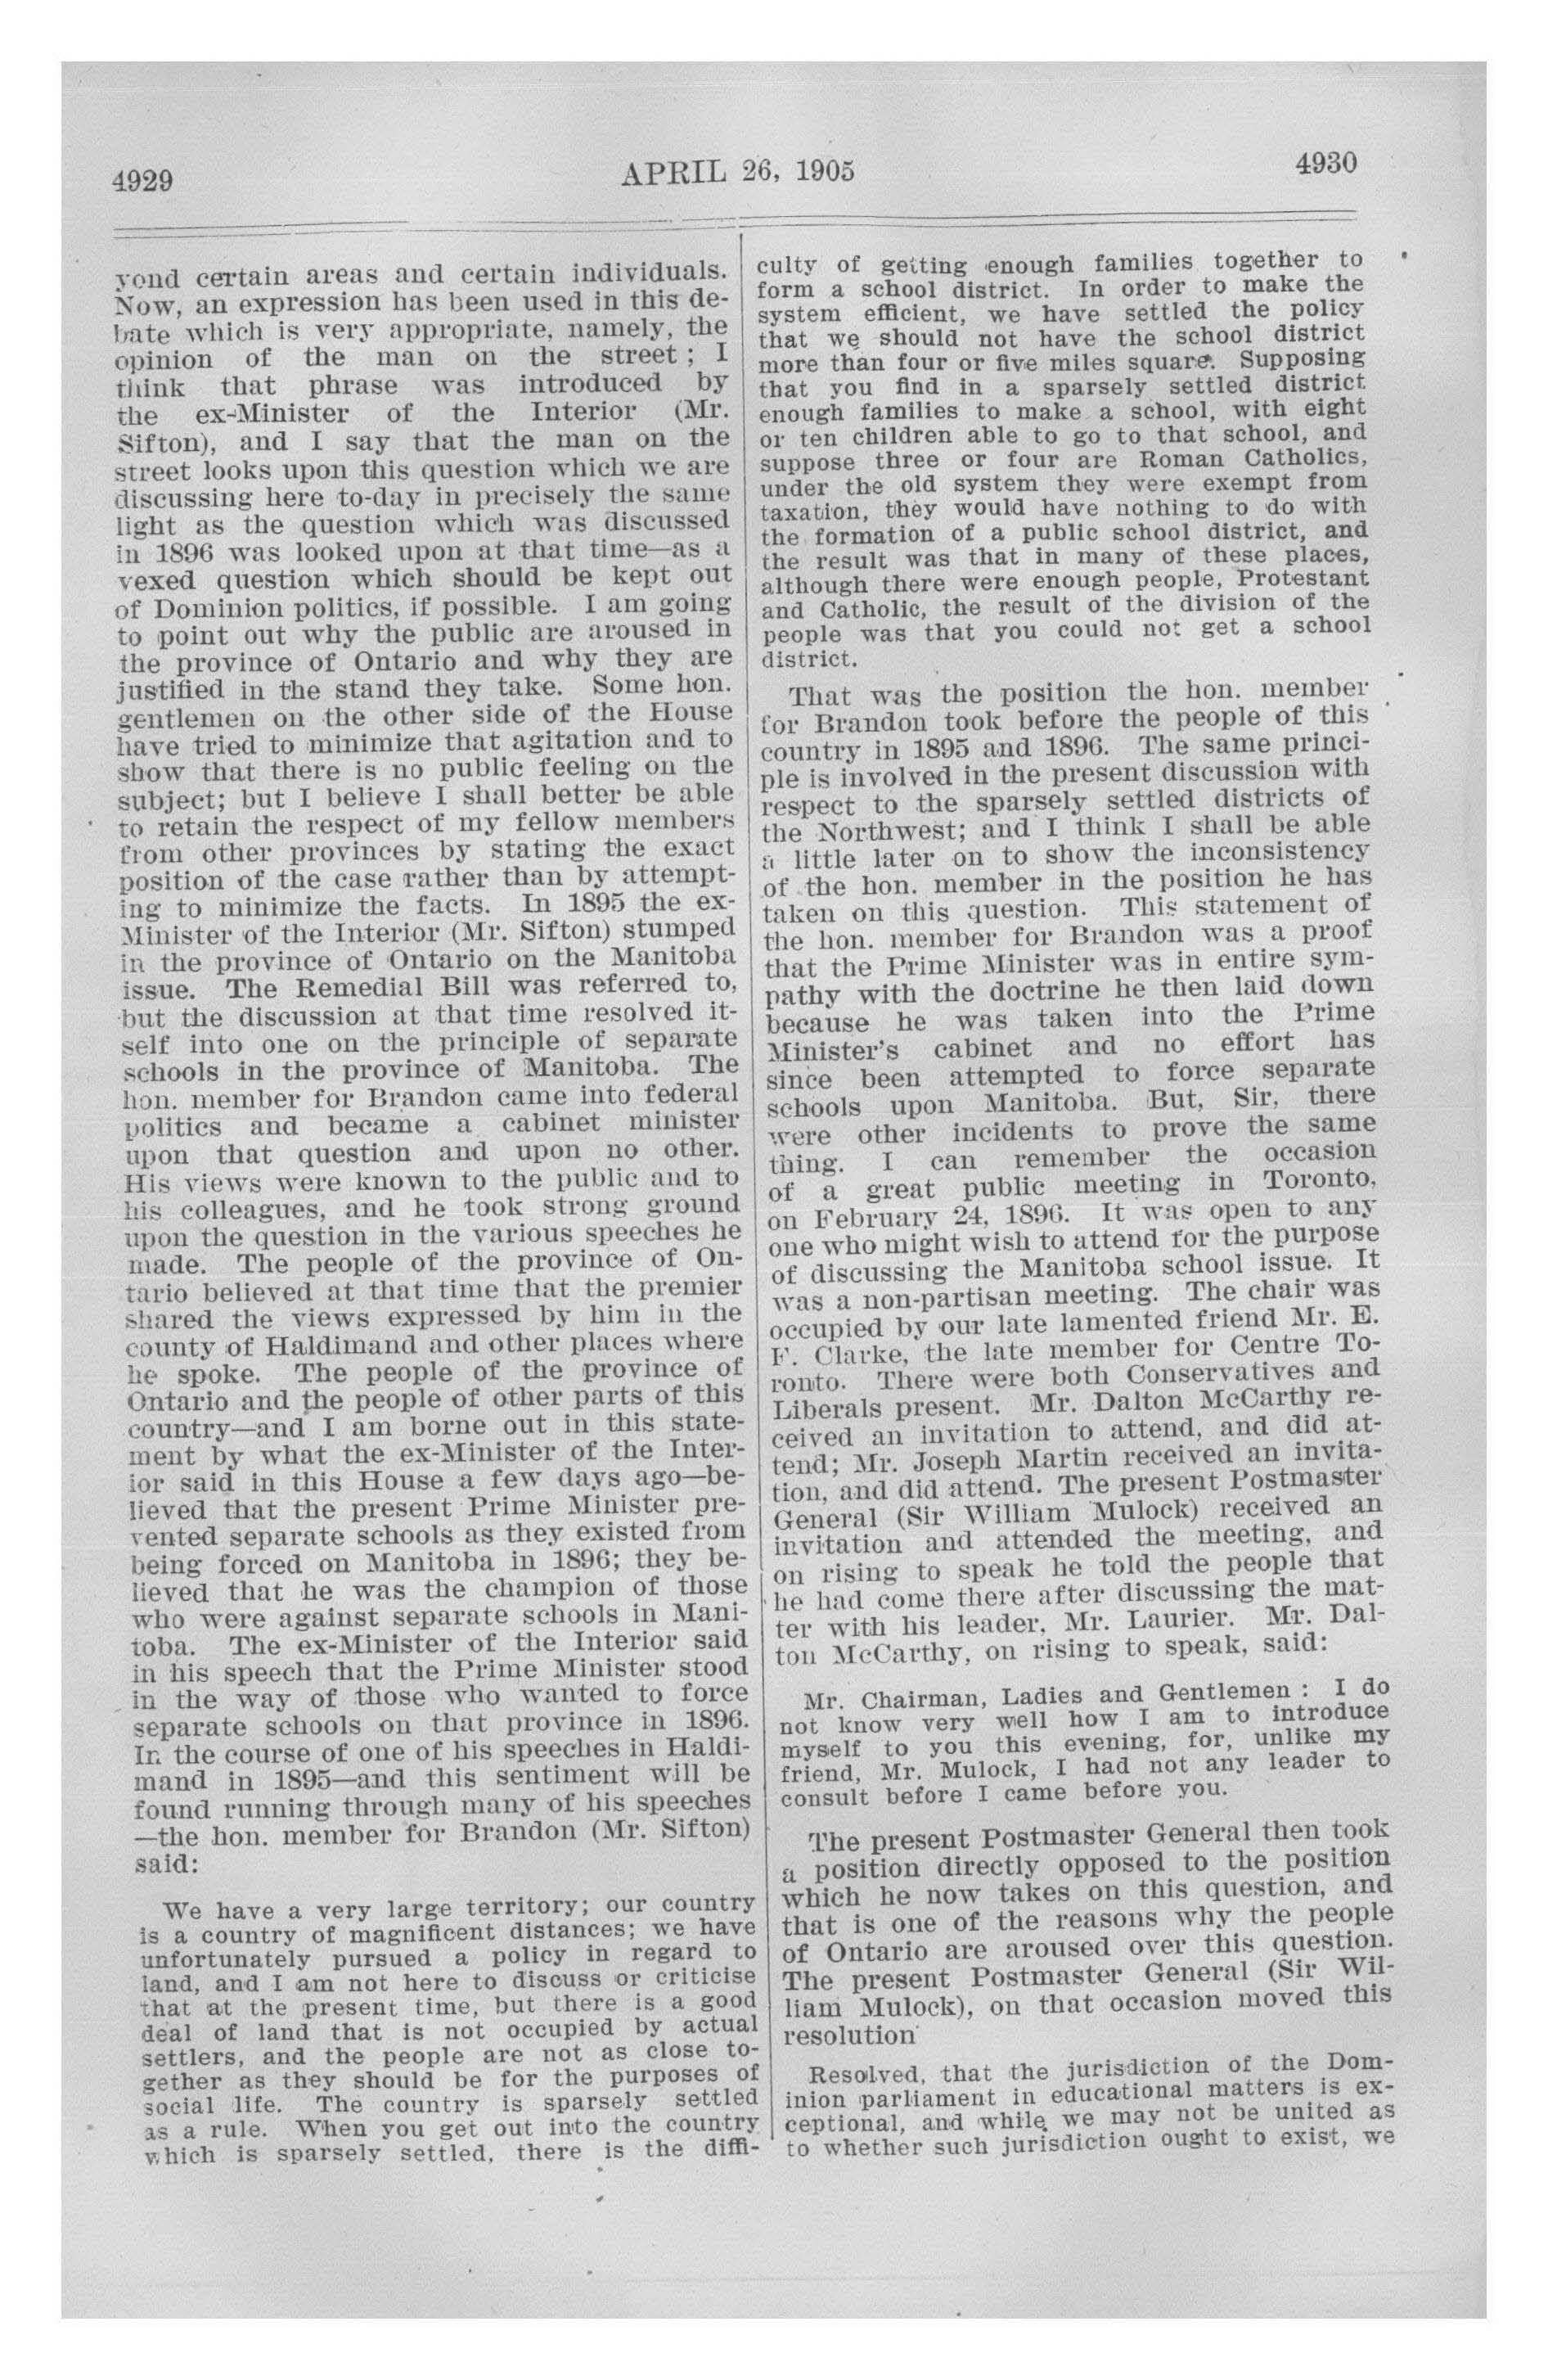 4929
APRIL 26, 1905
4930
yond certain areas and certain individuals.
Now, an expression has been used in this de-
bate which is very appropriate, namely, the
opinion of the man on the street ; I
think that phrase was introduced by
the ex-Minister of the Interior (Mr.
Sifton), and I say that the man on the
street looks upon this question which we are
discussing here to-day in precisely the same
light as the question which was discussed
in 1896 was looked upon at that time—as a
vexed question which should be kept out
of Dominion politics, if possible. I am going
to point out why the public are aroused in
the province of Ontario and why they are
justified in the stand they take. Some hon.
gentlemen on the other side of the House
have tried to minimize that agitation and to
show that there is no public feeling on the
subject; but I believe I shall better be able
to retain the respect of my fellow members
from other provinces by stating the exact
position of the case rather than by attempt-
ing to minimize the facts. In 1895 the ex-
Minister of the Interior (Mr. Sifton) stumped
in the province of Ontario on the Manitoba
issue. The Remedial Bill was referred to,
but the discussion at that time resolved it-
self into one on the principle of separate
schools in the province of Manitoba. The
hon. member for Brandon came into federal
politics and became a cabinet minister
upon that question and upon no other.
His views were known to the public and to
his colleagues, and he took strong ground
upon the question in the various speeches he
made. The people of the province of On-
tario believed at that time that the premier
shared the views expressed by him in the
county of Haldimand and other places where
he spoke. The people of the province of
Ontario and the people of other parts of this
country—and I am borne out in this state-
ment by what the ex-Minister of the Inter-
ior said in this House a few days ago—be-
lieved that the present Prime Minister pre-
vented separate schools as they existed from
being forced on Manitoba in 1896; they be-
lieved that he was the champion of those
who were against separate schools in Mani-
toba. The ex-Minister of the Interior said
in his speech that the Prime Minister stood
in the way of those who wanted to force
separate schools on that province in 1896.
In the course of one of his speeches in Haldi-
mand in 1895—and this sentiment will be
found running through many of his speeches
—the hon. member for Brandon (Mr. Sifton)
said:
We have a very large territory; our country
is a country of magnificent distances; we have
unfortunately pursued a policy in regard to
land, and I am not here to discuss or criticise
that at the present time, but there is a good
deal of land that is not occupied by actual
settlers, and the people are not as close to-
gether as they should be for the purposes of
social life. The country is sparsely settled
as a rule. When you get out into the country
which is sparsely settled, there is the diffi-
culty of getting enough families together to
form a school district. In order to make the
system efficient, we have settled the policy
that we should not have the school district
more than four or five miles square. Supposing
that you find in a sparsely settled district
enough families to make a school, with eight
or ten children able to go to that school, and
suppose three or four are Roman Catholics,
under the old system they were exempt from
taxation, they would have nothing to do with
the formation of a public school district, and
the result was that in many of these places,
although there were enough people, Protestant
and Catholic, the result of the division of the
people was that you could not get a school
district.
That was the position the hon. member
for Brandon took before the people of this
country in 1895 and 1896. The same princi-
ple is involved in the present discussion with
respect to the sparsely settled districts of
the Northwest; and I think I shall be able
a little later on to show the inconsistency
of the hon. member in the position he has
taken on this question. This statement of
the hon. member for Brandon was a proof
that the Prime Minister was in entire sym-
pathy with the doctrine he then laid down
because he was taken into the Prime
Minister's cabinet and no effort has
since been attempted to force separate
schools upon Manitoba. But, Sir, there
were other incidents to prove the same
thing. I can remember the occasion
of a great public meeting in Toronto,
on February 24, 1896. It was open to any
one who might wish to attend for the purpose
of discussing the Manitoba school issue. It
was a non-partisan meeting. The chair was
occupied by our late lamented friend Mr. E.
F. Clarke, the late member for Centre To-
ronto. There were both Conservatives and
Liberals present. Mr. Dalton McCarthy re-
ceived an invitation to attend, and did at-
tend; Mr. Joseph Martin received an invita-
tion, and did attend. The present Postmaster
General (Sir William Mulock) received an
invitation and attended the meeting, and
on rising to speak he told the people that
he had come there after discussing the mat-
ter with his leader, Mr. Laurier. Mr. Dal-
ton McCarthy, on rising to speak, said:
Mr. Chairman, Ladies and Gentlemen : I do
not know very well how I am to introduce
myself to you this evening, for, unlike my
friend, Mr. Mulock, I had not any leader to
consult before I came before you.
The present Postmaster General then took
a position directly opposed to the position
which he now takes on this question, and
that is one of the reasons why the people
of Ontario are aroused over this question.
The present Postmaster General (Sir Wil-
liam Mulock), on that occasion moved this
resolution
Resolved, that the jurisdiction of the Dom-
inion parliament in educational matters is ex-
ceptional, and while we may not be united as
to whether such jurisdiction ought to exist, we